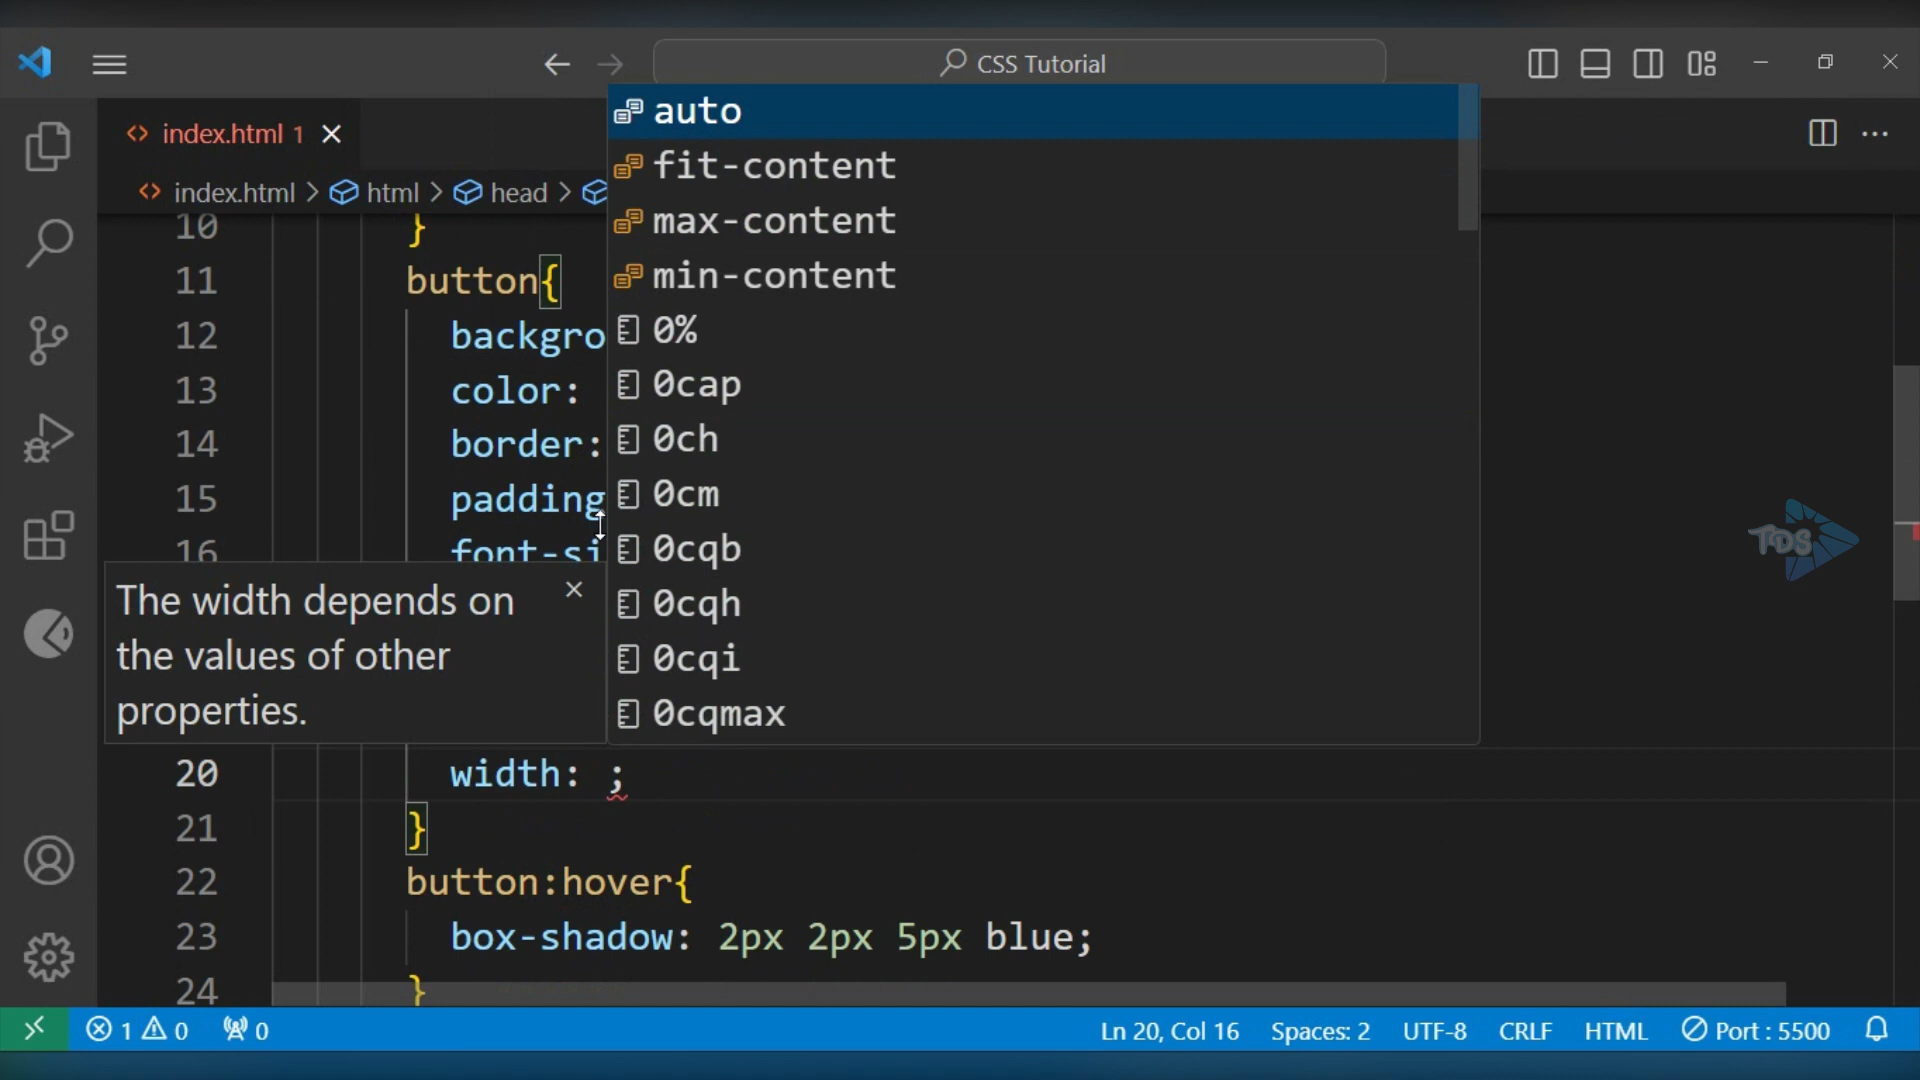 CSS Tutorial
index.html 1
index.html > html > head >
auto
fit-content
max-content
min-content
0%
0cap
0ch
0cm
0cqb
0cqh
0cqi
0cqmax
10 }
11 button{
12 backgro
13 color:
14 border:
15 padding
16 font-si
The width depends on
the values of other
properties.
20 width: ;
21 }
22 button:hover{
23 box-shadow: 2px 2px 5px blue;
24 }
TDS
1 0 0
Ln 20, Col 16 Spaces: 2 UTF-8 CRLF HTML Port : 5500